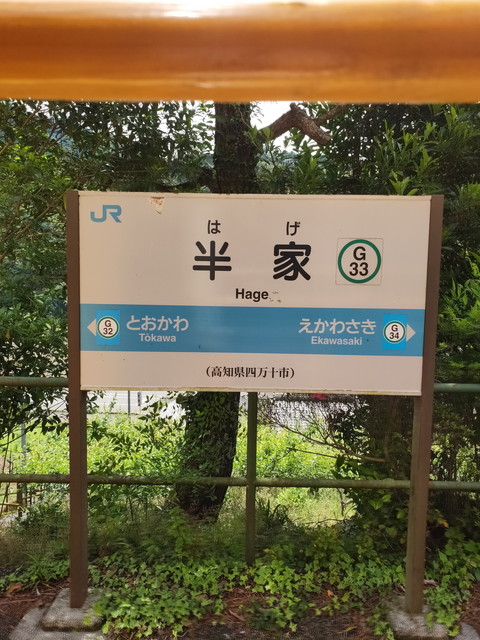 JR
は げ
半 家
G
33
Hage
G
32
とおかわ
Tōkawa
えかわさき
Ekawasaki
G
34
(高知県四万十市)